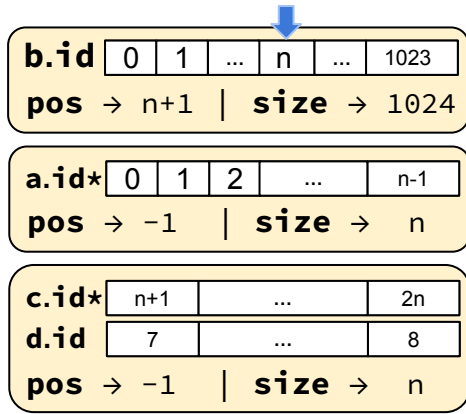 b.id 0 1 ... n ... 1023
pos → n+1 | size → 1024
a.id* 0 1 2 ... n-1
pos → -1 | size → n
c.id* n+1 ... 2n
d.id 7 ... 8
pos → -1 | size → n